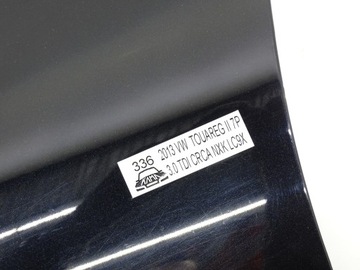 336
2013 VW TOUAREG II 7P
3.0 TDI CRCA NXK LC9X